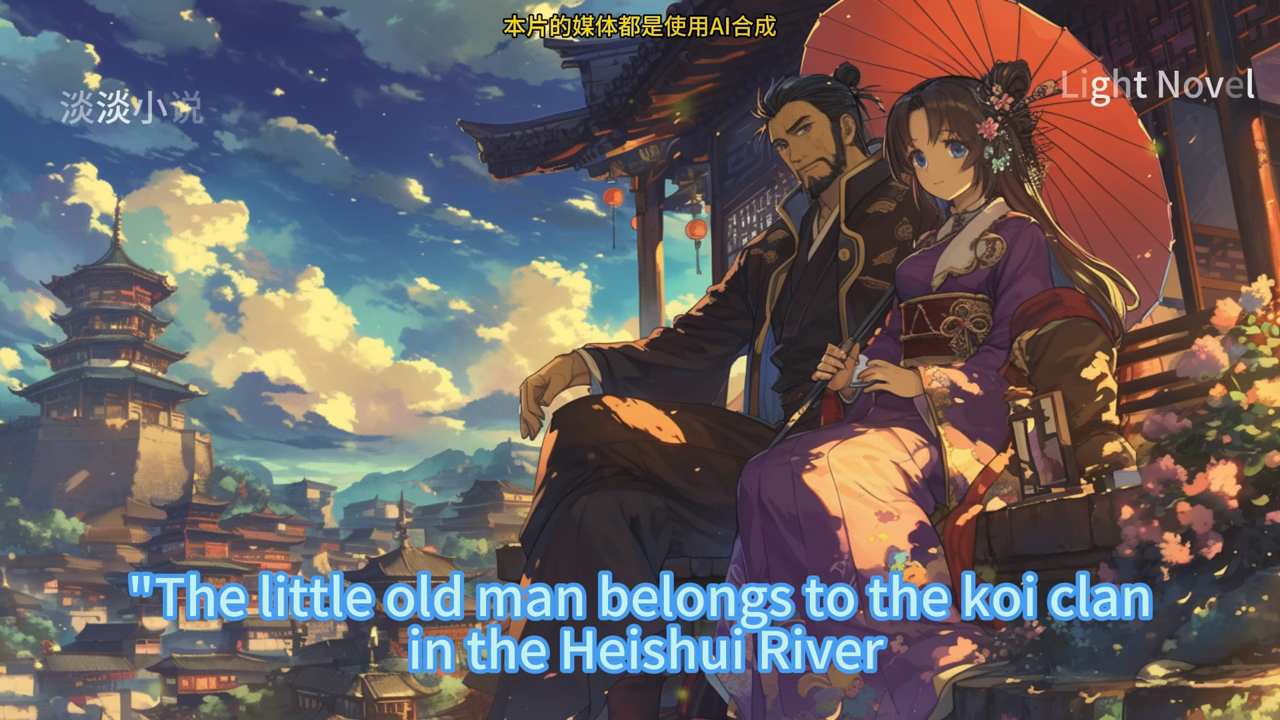 本片的媒体都是使用AI合成
Light Novel
淡淡小说
"The little old man belongs to the koi clan
in the Heishui River